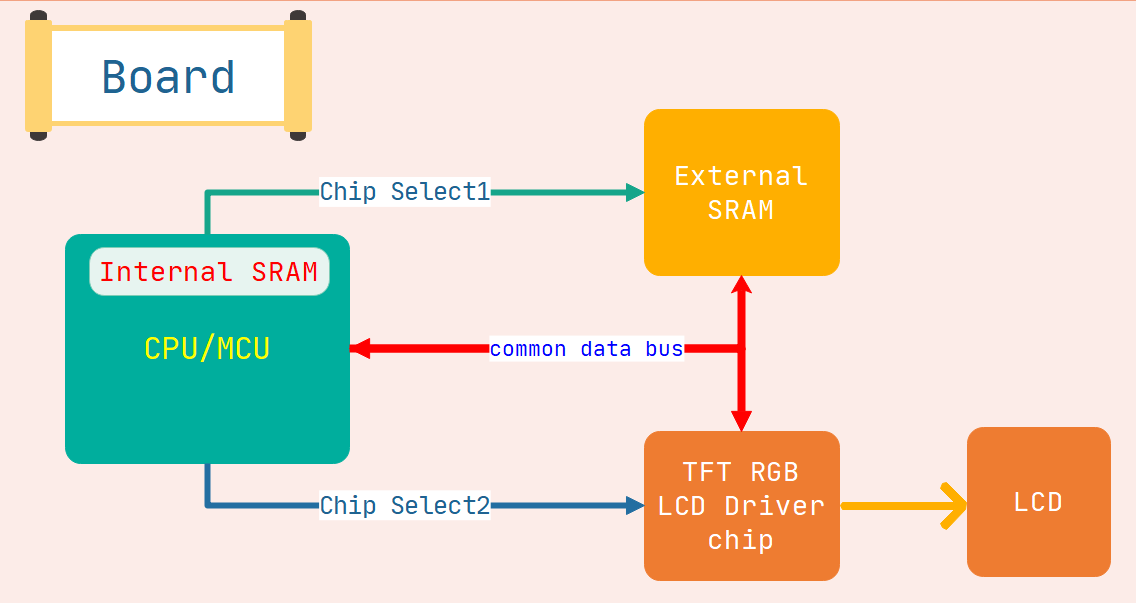 Board
Chip Select1
External
SRAM
Internal SRAM
CPU/MCU
common data bus
Chip Select2
TFT RGB
LCD Driver
chip
LCD